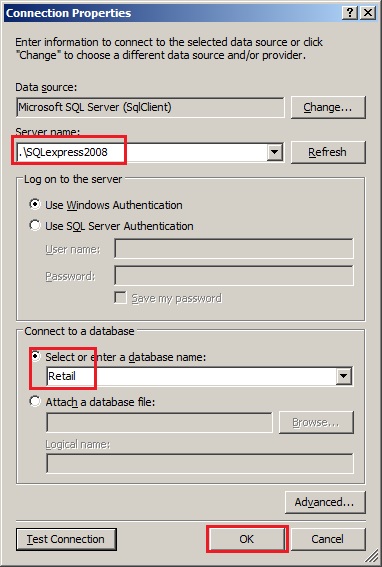 Connection Properties
Enter information to connect to the selected data source or click
"Change" to choose a different data source and/or provider.
Data source:
Microsoft SQL Server (SqlClient)
Change...
Server name:
.\SQLexpress2008
Refresh
Log on to the server
Use Windows Authentication
Use SQL Server Authentication
User name:
Password:
Save my password
Connect to a database
Select or enter a database name:
Retail
Attach a database file:
Browse...
Logical name:
Advanced...
Test Connection
OK
Cancel